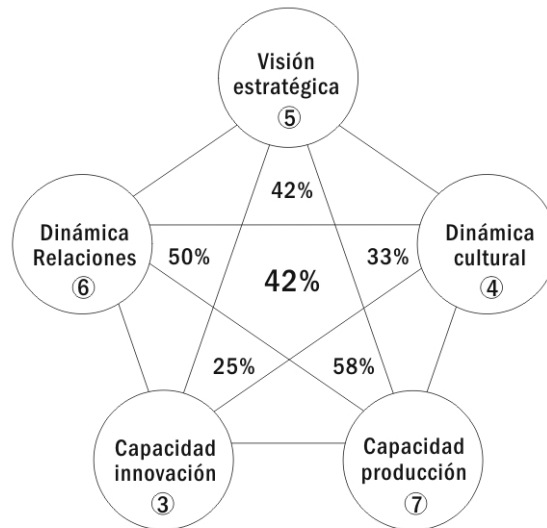 Visión
estratégica
⑤
42%
Dinámica
Relaciones
⑥
50%
42%
33%
Dinámica
cultural
④
25%
58%
Capacidad
innovación
③
Capacidad
producción
⑦